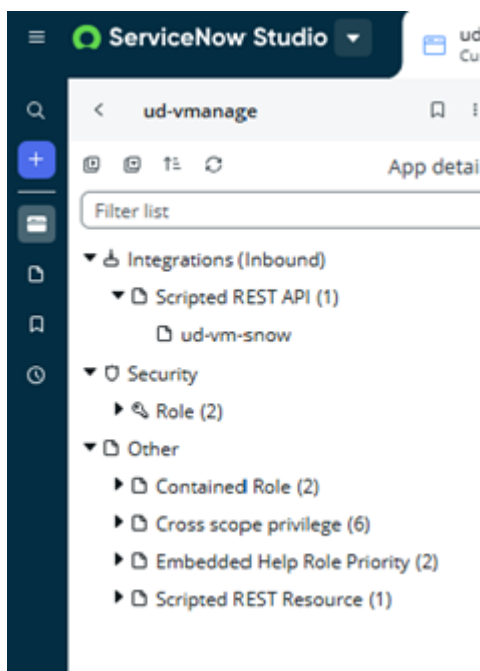 ServiceNow Studio
ud
Cu
ud-vmanage
App detai
Filter list
Integrations (Inbound)
Scripted REST API (1)
ud-vm-snow
Security
Role (2)
Other
Contained Role (2)
Cross scope privilege (6)
Embedded Help Role Priority (2)
Scripted REST Resource (1)